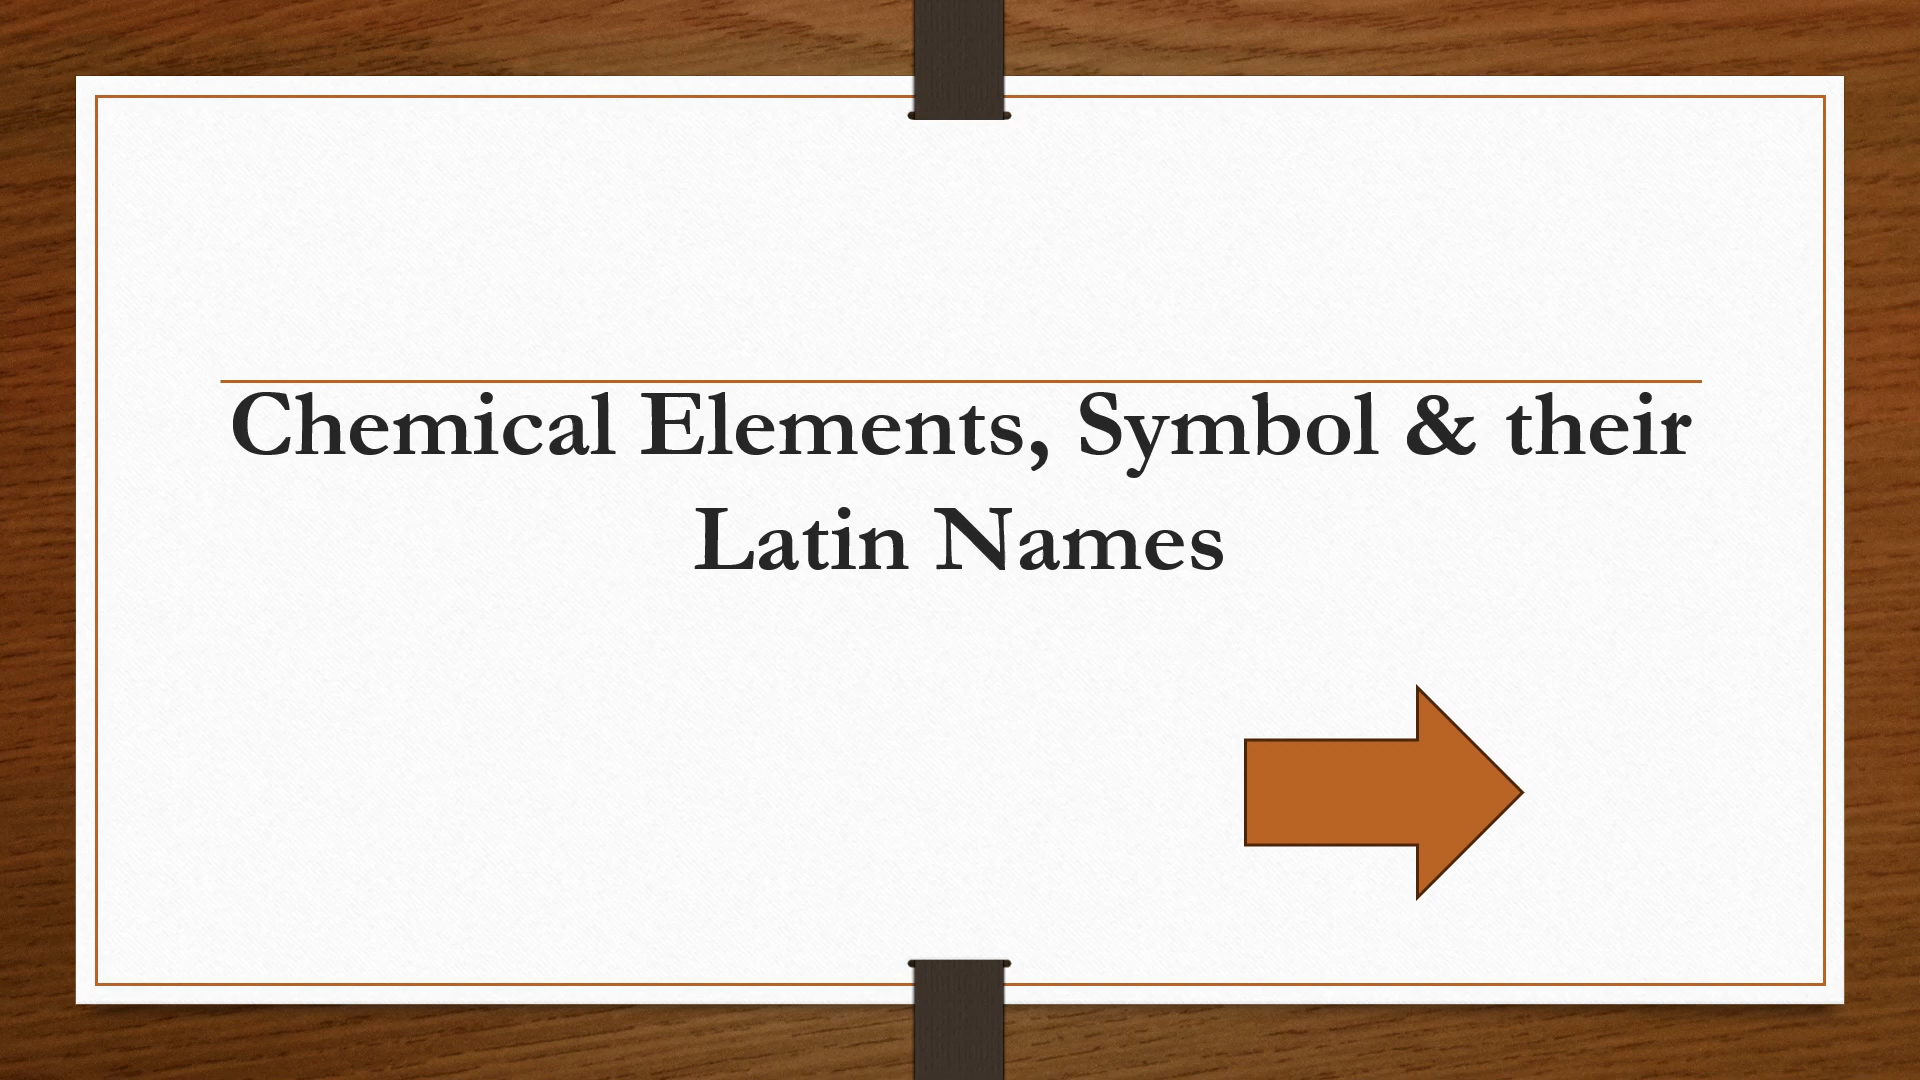 Chemical Elements, Symbol & their
Latin Names